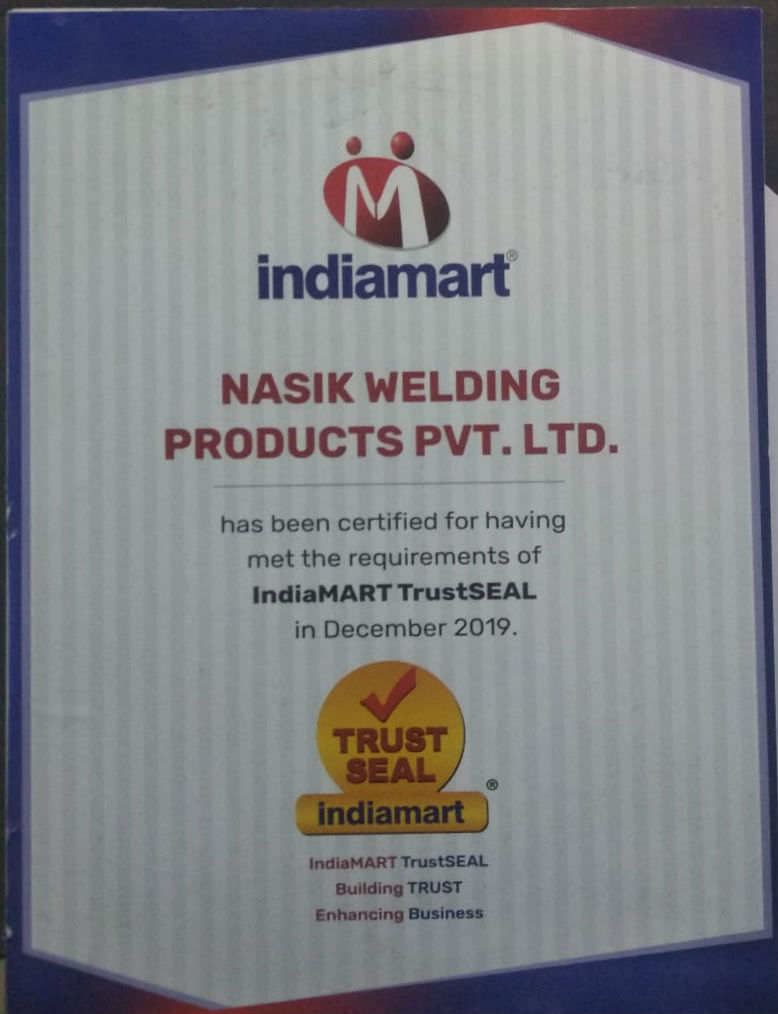 indiamart®
NASIK WELDING
PRODUCTS PVT. LTD.
has been certified for having
met the requirements of
IndiaMART TrustSEAL
in December 2019.
TRUST
SEAL
indiamart®
IndiaMART TrustSEAL
Building TRUST
Enhancing Business